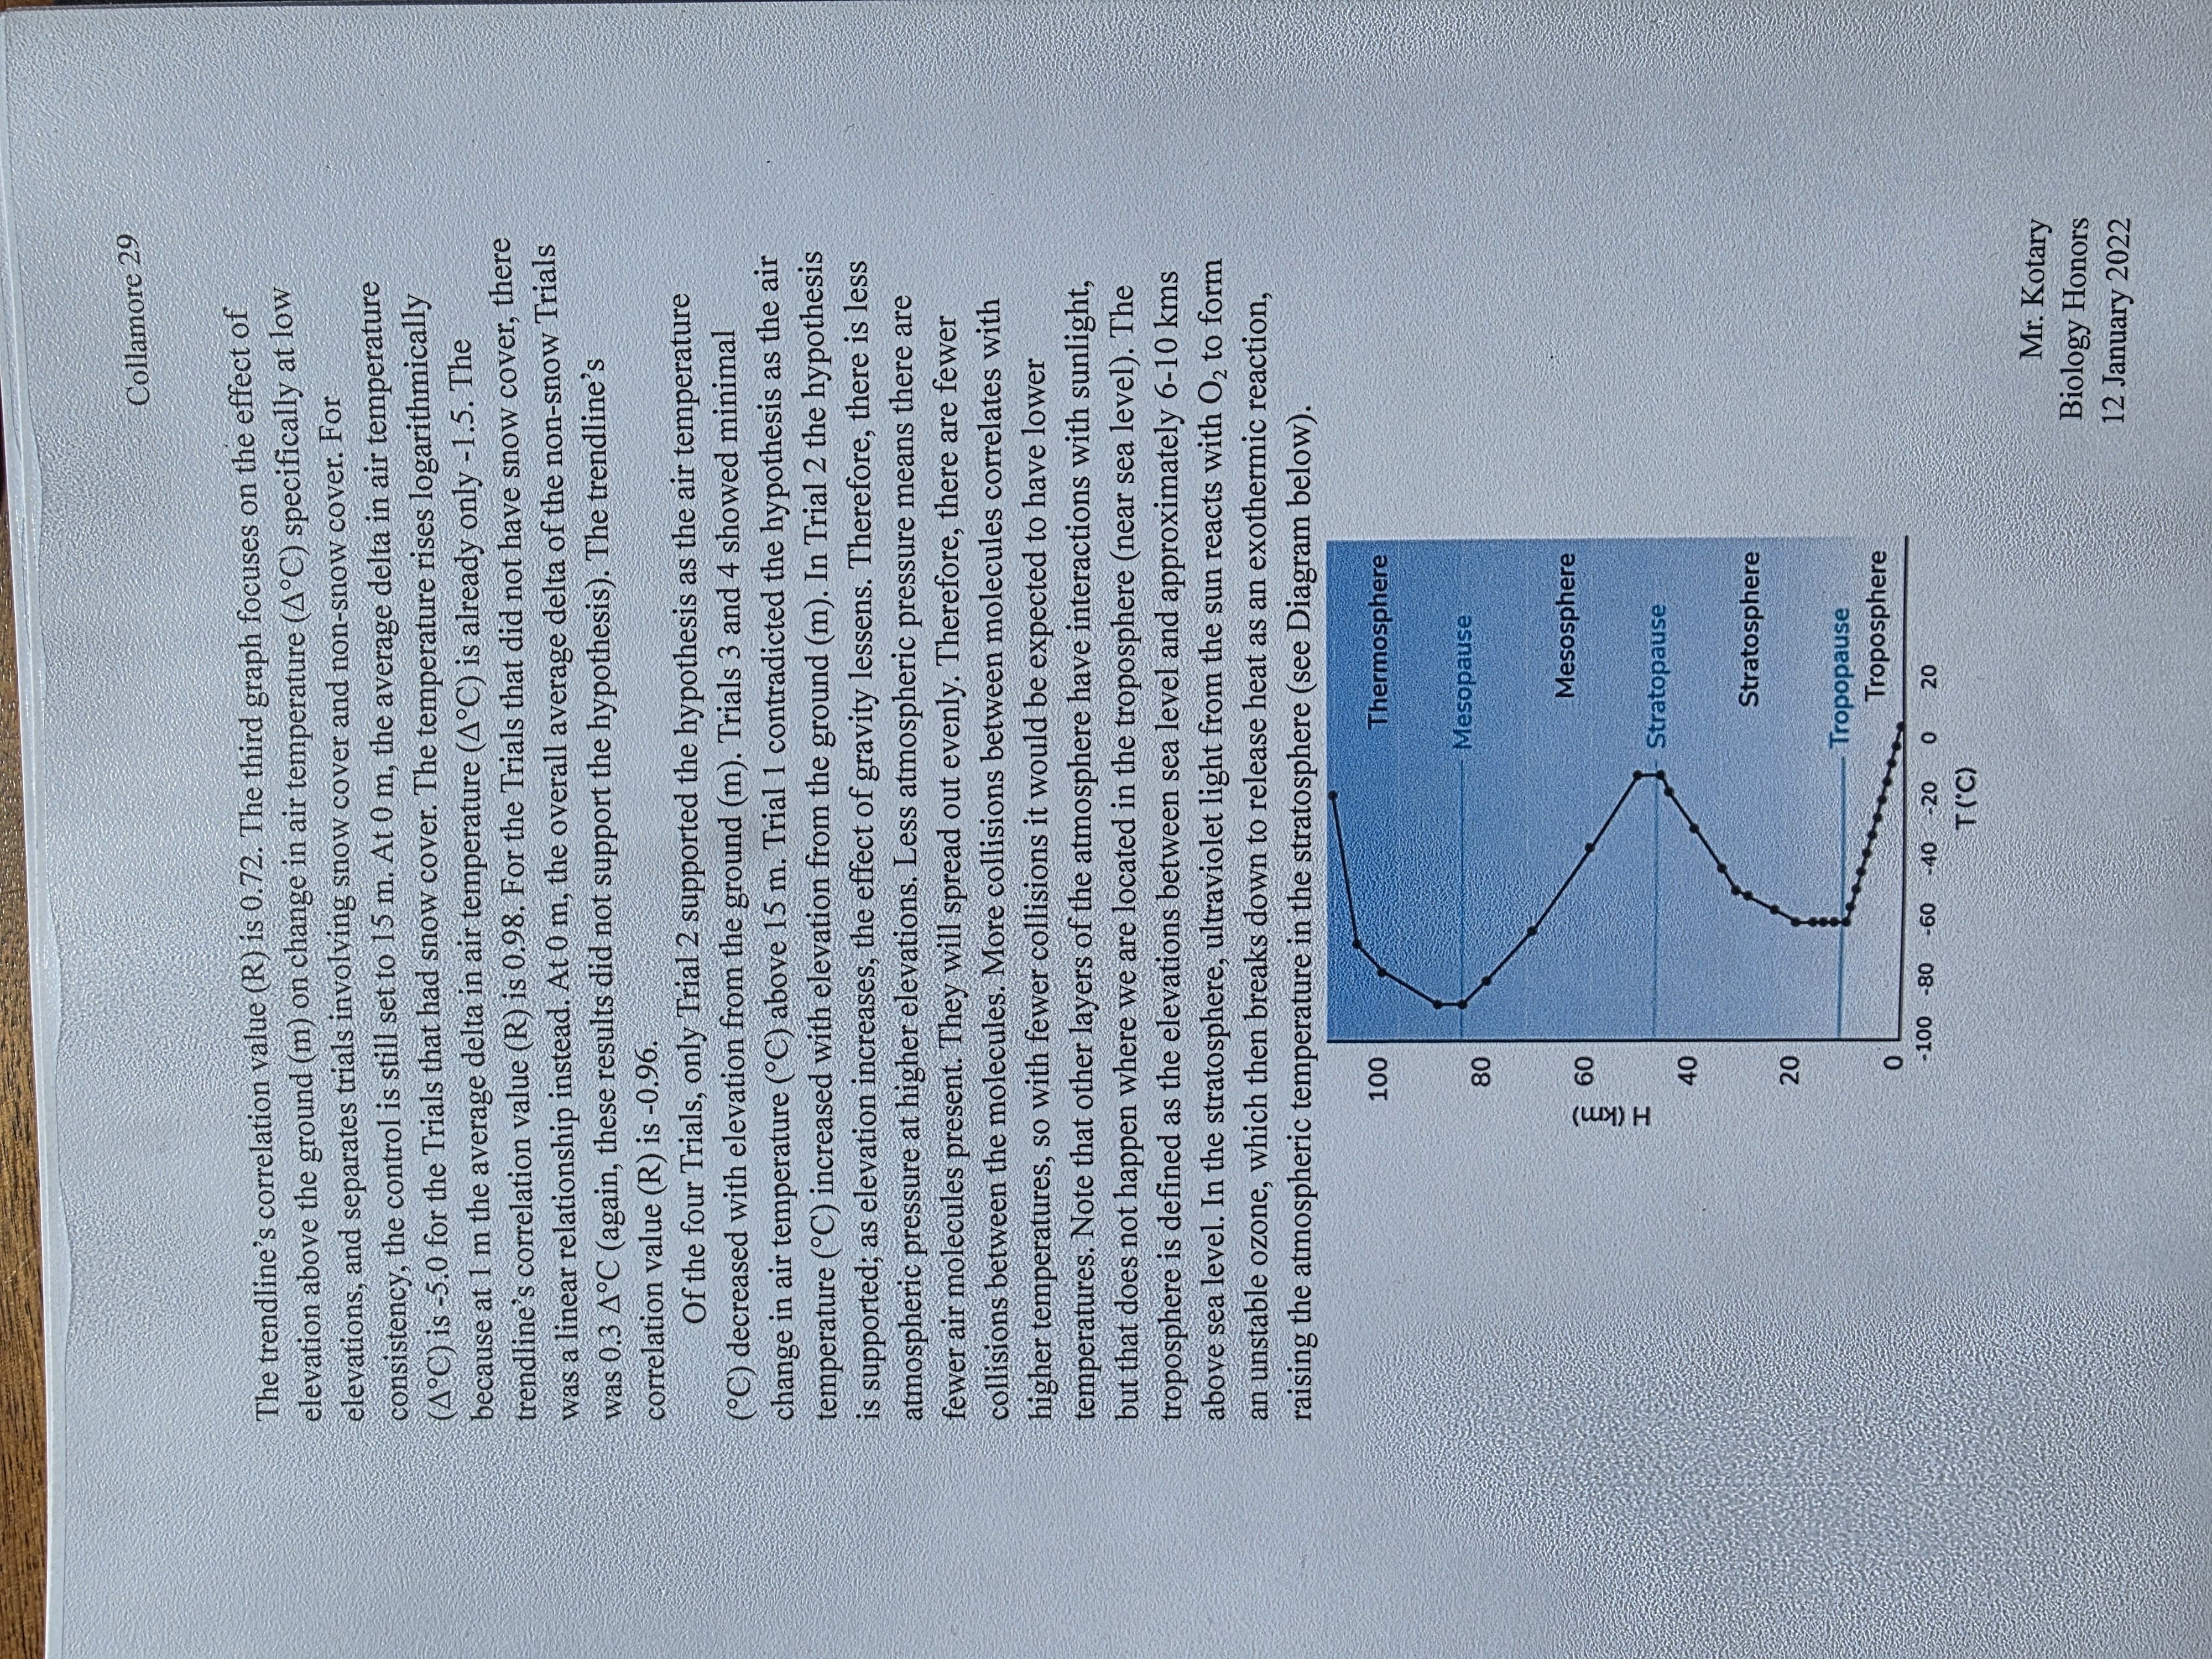 Collamore 29
The trendline's correlation value (R) is 0.72. The third graph focuses on the effect of
elevation above the ground (m) on change in air temperature (Δ°C) specifically at low
elevations, and separates trials involving snow cover and non-snow cover. For
consistency, the control is still set to 15 m. At 0 m, the average delta in air temperature
(Δ°C) is -5.0 for the Trials that had snow cover. The temperature rises logarithmically
because at 1 m the average delta in air temperature (Δ°C) is already only -1.5. The
trendline's correlation value (R) is 0.98. For the Trials that did not have snow cover, there
was a linear relationship instead. At 0 m, the overall average delta of the non-snow Trials
was 0.3 Δ°C (again, these results did not support the hypothesis). The trendline's
correlation value (R) is -0.96.
Of the four Trials, only Trial 2 supported the hypothesis as the air temperature
(°C) decreased with elevation from the ground (m). Trials 3 and 4 showed minimal
change in air temperature (°C) above 15 m. Trial 1 contradicted the hypothesis as the air
temperature (°C) increased with elevation from the ground (m). In Trial 2 the hypothesis
is supported; as elevation increases, the effect of gravity lessens. Therefore, there is less
atmospheric pressure at higher elevations. Less atmospheric pressure means there are
fewer air molecules present. They will spread out evenly. Therefore, there are fewer
collisions between the molecules. More collisions between molecules correlates with
higher temperatures, so with fewer collisions it would be expected to have lower
temperatures. Note that other layers of the atmosphere have interactions with sunlight,
but that does not happen where we are located in the troposphere (near sea level). The
troposphere is defined as the elevations between sea level and approximately 6-10 kms
above sea level. In the stratosphere, ultraviolet light from the sun reacts with O₂ to form
an unstable ozone, which then breaks down to release heat as an exothermic reaction,
raising the atmospheric temperature in the stratosphere (see Diagram below).
100
Thermosphere
Mesopause
80
Mesosphere
60
H (km)
Stratopause
40
Stratosphere
20
Tropopause
Troposphere
0
-100 -80 -60 -40 -20 0 20
T (°C)
Mr. Kotary
Biology Honors
12 January 2022